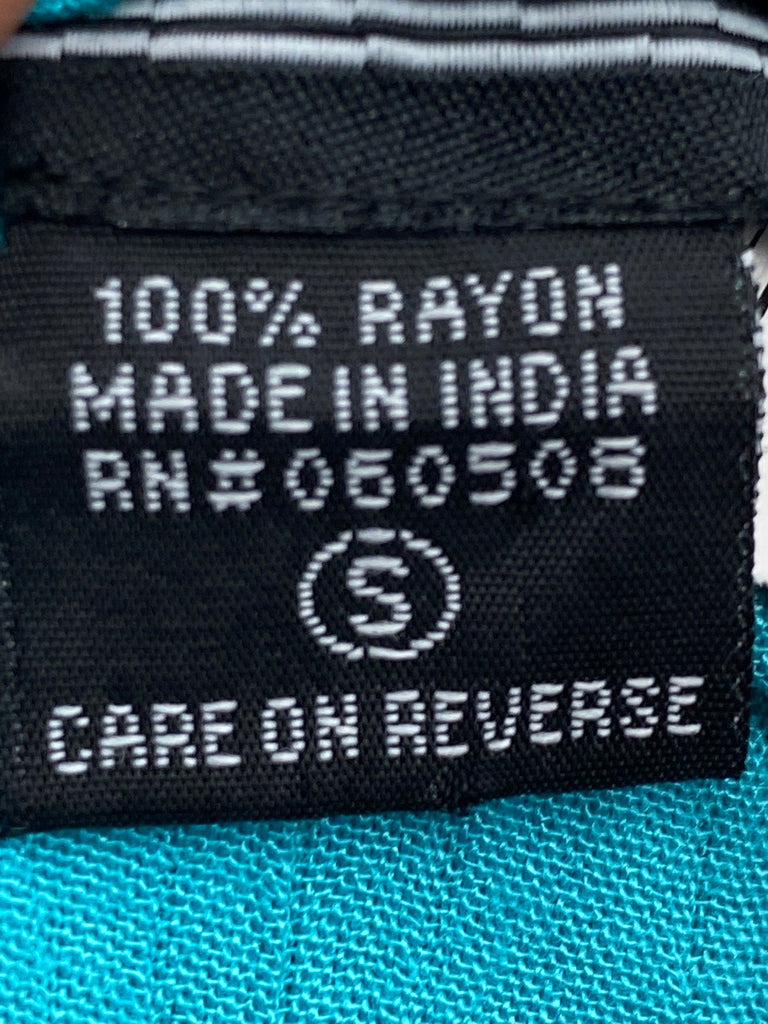 100% RAYON
MADE IN INDIA
RN#060508
S
CARE ON REVERSE